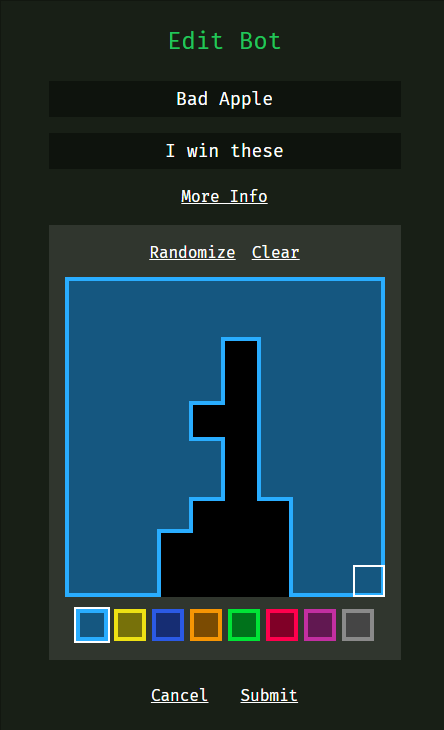 Edit Bot
Bad Apple
I win these
More Info
Randomize Clear
Cancel Submit